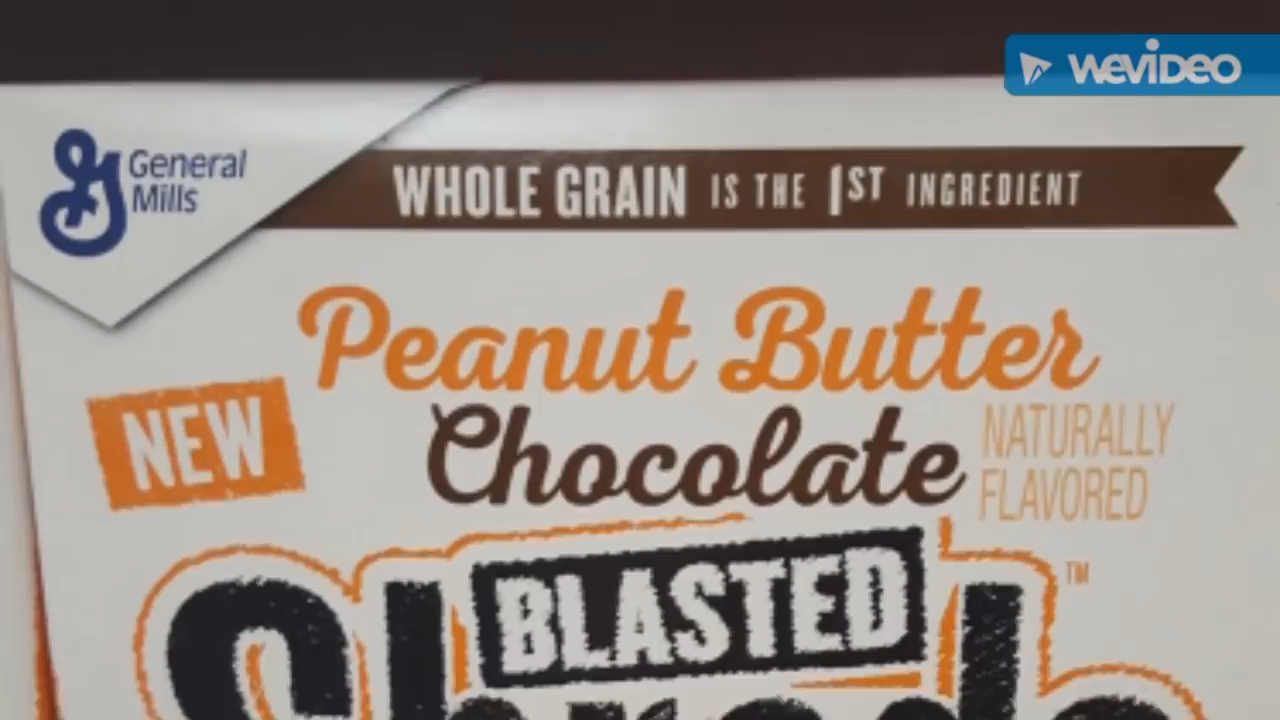 WEVIDEO
General
Mills
WHOLE GRAIN IS THE 1ST INGREDIENT
Peanut Butter
NEW
Chocolate
NATURALLY
FLAVORED
BLASTED
TM